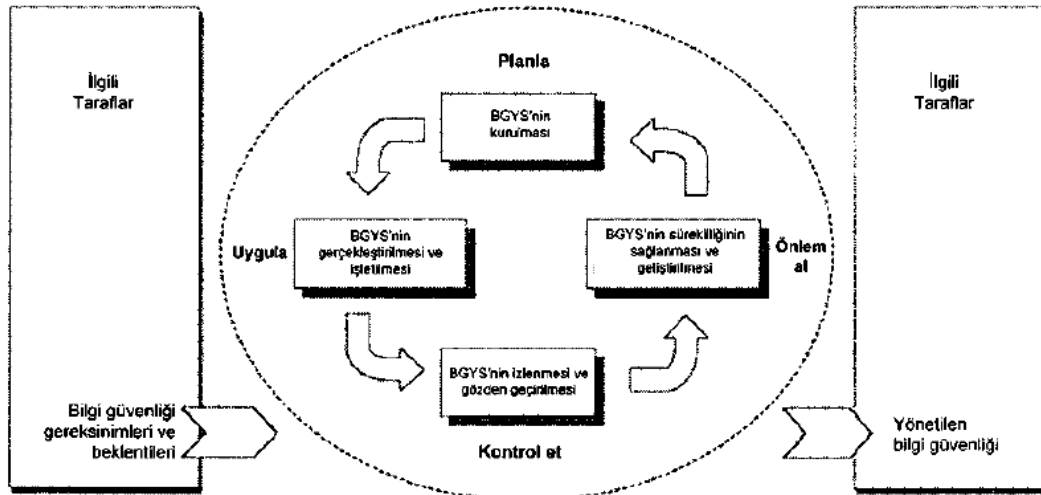 İlgili
Taraflar
Planla
BGYS'nin
kurulması
Uygula
BGYS'nin
gerçekleştirilmesi ve
işletilmesi
BGYS'nin sürekliliğinin
sağlanması ve
geliştirilmesi
Önlem
al
BGYS'nin izlenmesi ve
gözden geçirilmesi
Kontrol et
Bilgi güvenliği
gereksinimleri ve
beklentileri
İlgili
Taraflar
Yönetilen
bilgi güvenliği